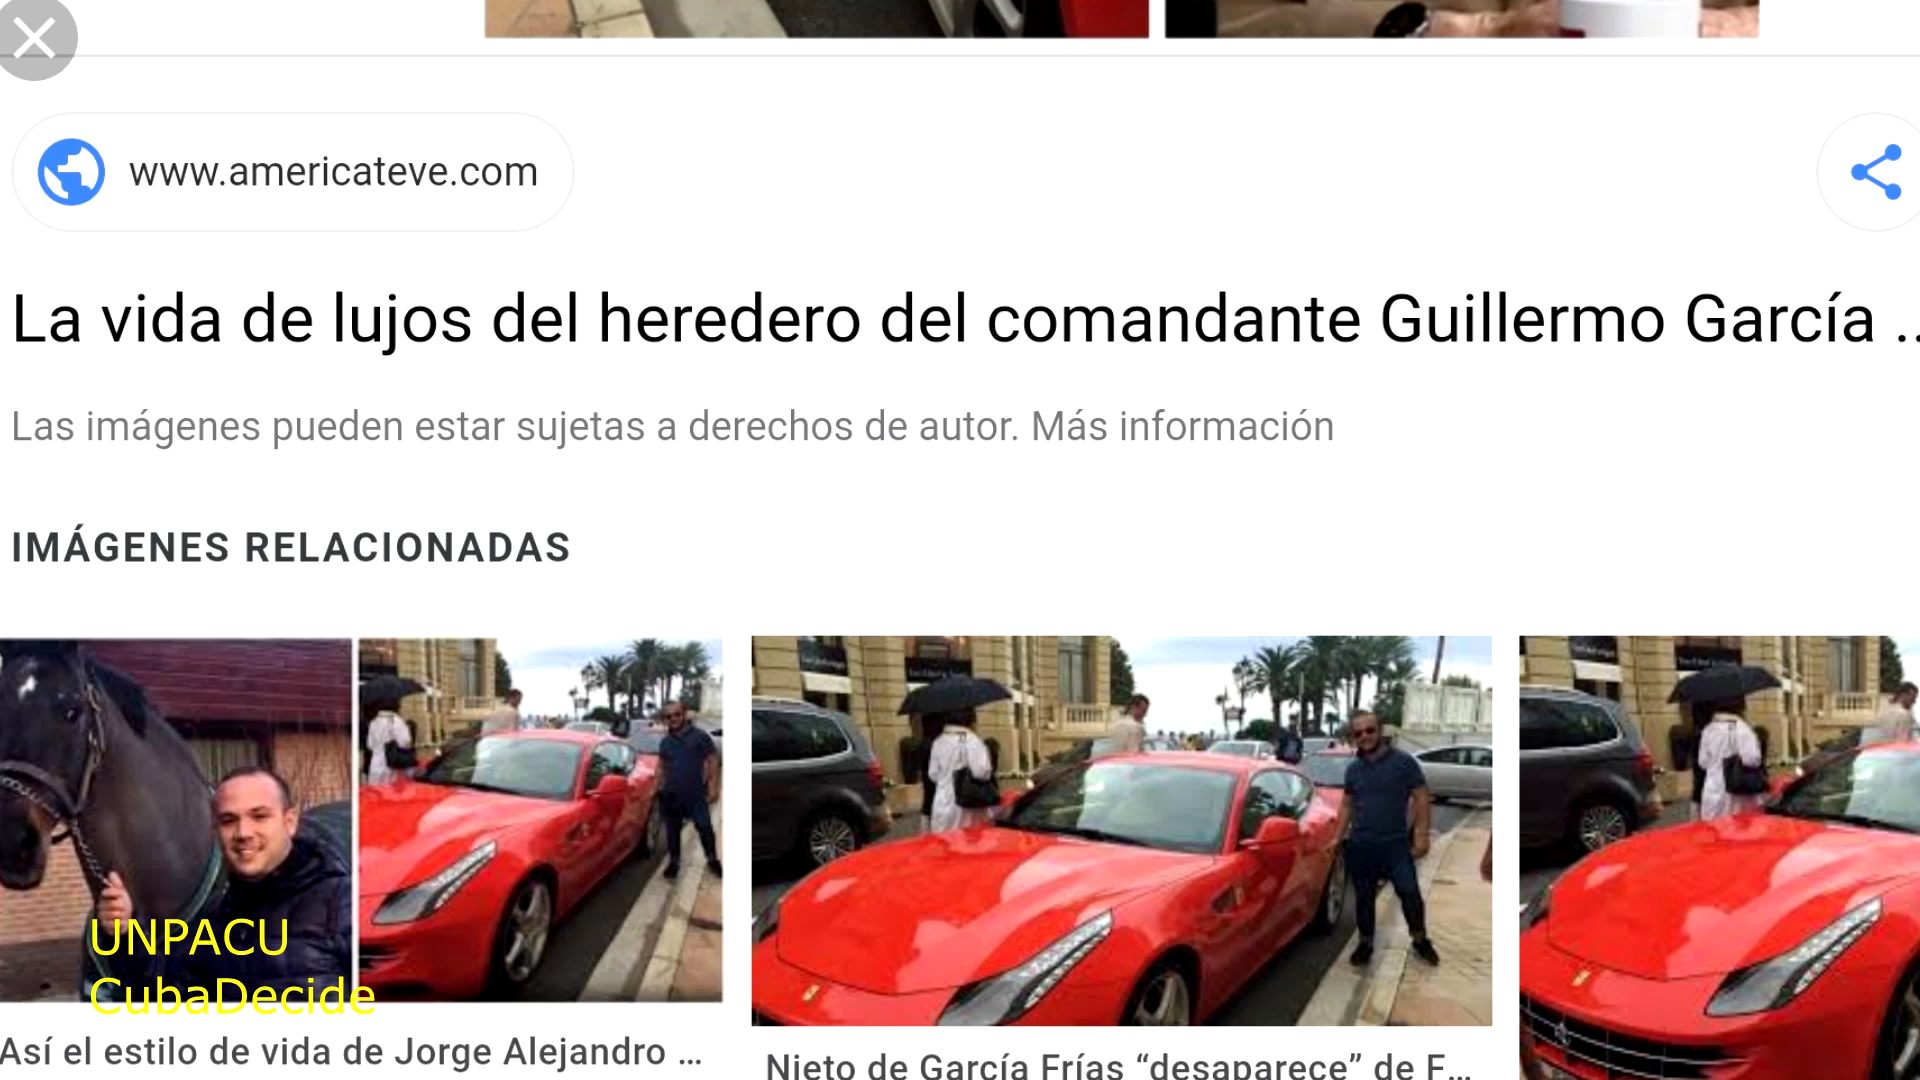 www.americateve.com
La vida de lujos del heredero del comandante Guillermo García ..
Las imágenes pueden estar sujetas a derechos de autor. Más información
IMÁGENES RELACIONADAS
UNPACU
CubaDecide
Así el estilo de vida de Jorge Alejandro ...
Nieto de García Frías “desaparece” de F...